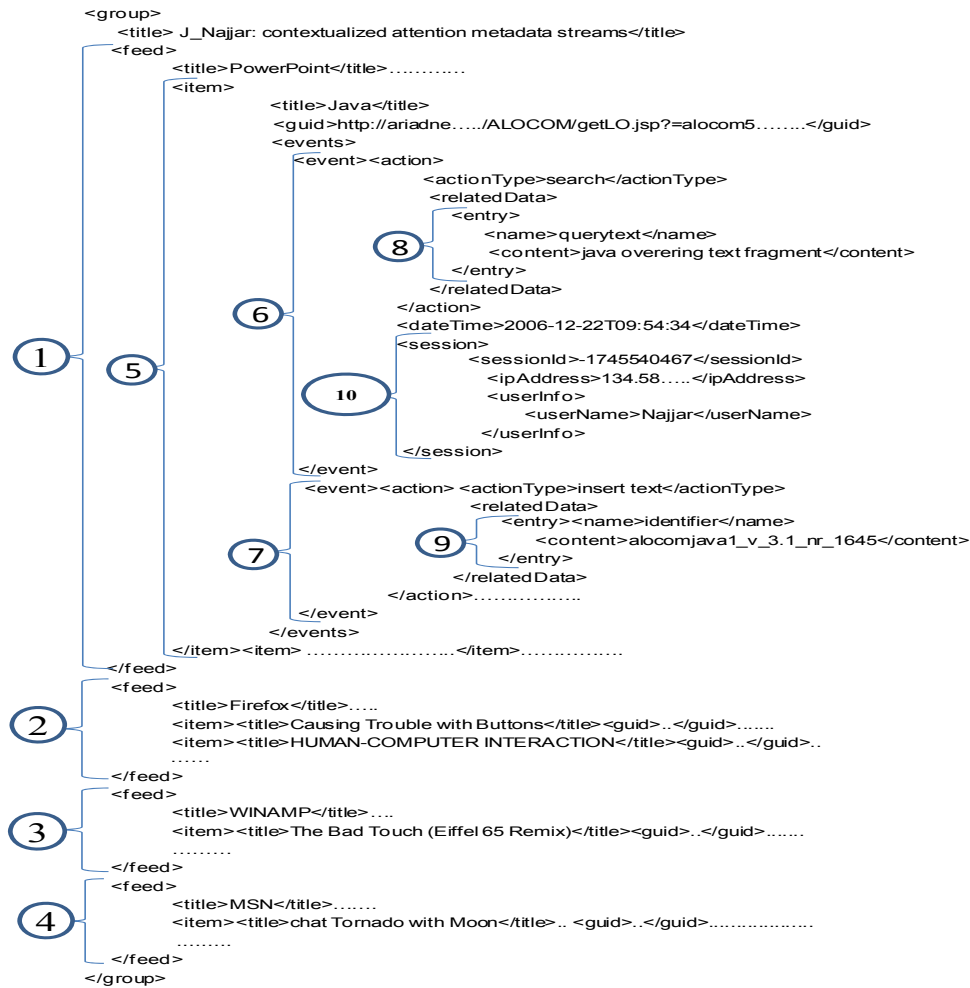 <group>
<title> J_Najjar: contextualized attention metadata streams</title>
<feed>
<title>PowerPoint</title>…………
<item>
<title>Java</title>
<guid>http://ariadne…../ALOCOM/getLO.jsp?=alocom5……..</guid>
<events>
<event><action>
<actionType>search</actionType>
<relatedData>
<entry>
8 <name>querytext</name>
<content>java overering text fragment</content>
</entry>
</relatedData>
6 </action>
<dateTime>2006-12-22T09:54:34</dateTime>
<session>
1 5 <sessionId>-1745540467</sessionId>
<ipAddress>134.58…..</ipAddress>
10 <userInfo>
<userName>Najjar</userName>
</userInfo>
</session>
</event>
<event><action> <actionType>insert text</actionType>
<relatedData>
<entry><name>identifier</name>
7 9 <content>alocomjava1_v_3.1_nr_1645</content>
</entry>
</relatedData>
</action>……………..
</event>
</events>
</item><item> …………………….</item>…………….
</feed>
<feed>
2 <title>Firefox</title>…..
<item><title>Causing Trouble with Buttons</title><guid>..</guid>.......
<item><title>HUMAN-COMPUTER INTERACTION</title><guid>..</guid>..
……
</feed>
<feed>
3 <title>WINAMP</title>….
<item><title>The Bad Touch (Eiffel 65 Remix)</title><guid>..</guid>.......
………
</feed>
<feed>
4 <title>MSN</title>…….
<item><title>chat Tornado with Moon</title>.. <guid>..</guid>...................
………
</feed>
</group>